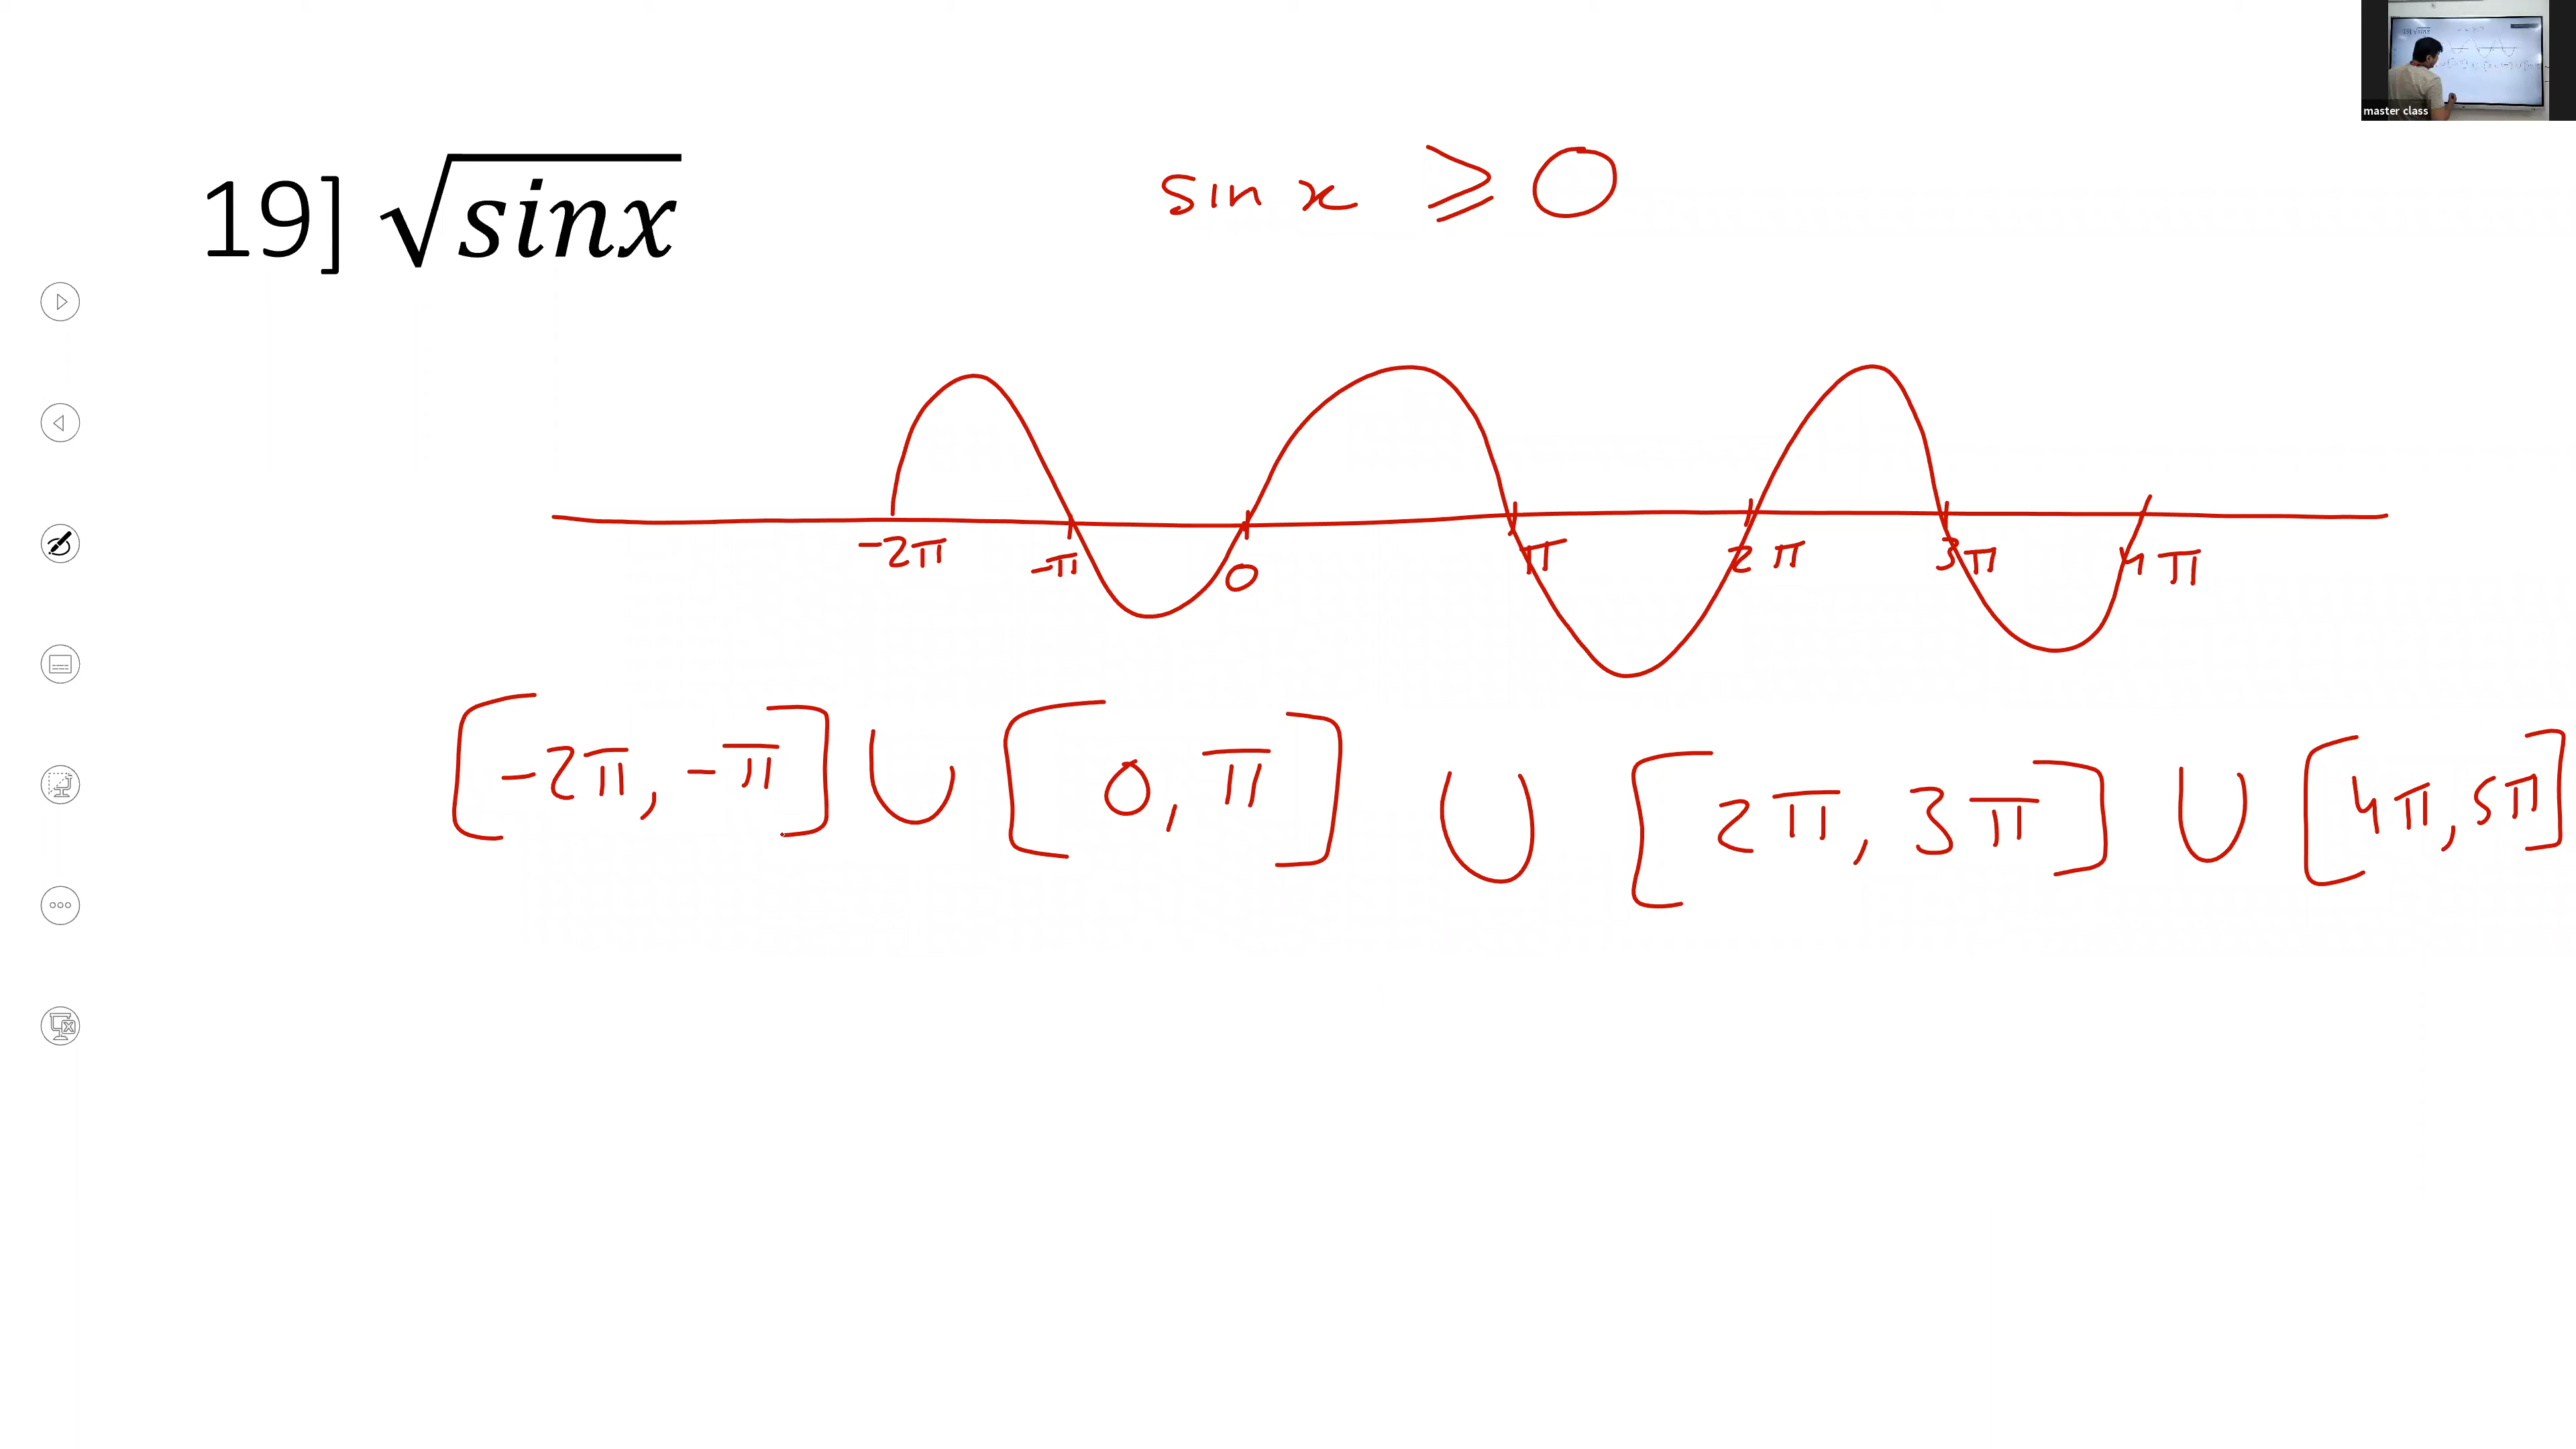 master class
19] √sinx
sin x ⩾ 0
-2π -π 0 π 2π 3π 4π
[-2π, -π] ∪ [0, π] ∪ [2π, 3π] ∪ [4π, 5π]